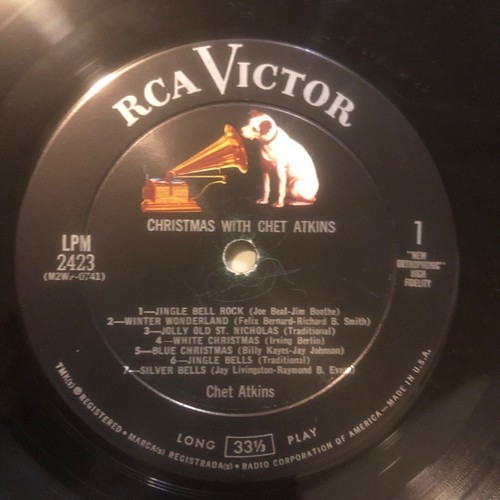 RCA VICTOR
CHRISTMAS WITH CHET ATKINS
LPM
2423
(M2W -0741)
1
"NEW
ORTHOPHONIC"
HIGH
FIDELITY
1—JINGLE BELL ROCK (Joe Beal-Jim Boothe)
2—WINTER WONDERLAND (Felix Bernard-Richard B. Smith)
3—JOLLY OLD ST. NICHOLAS (Traditional)
4—WHITE CHRISTMAS (Irving Berlin)
5—BLUE CHRISTMAS (Billy Hayes-Jay Johnson)
6—JINGLE BELLS (Traditional)
7—SILVER BELLS (Jay Livingston-Raymond B. Evans)
Chet Atkins
LONG 33⅓ PLAY
TMK(s) ® REGISTERED • MARCA(s) REGISTRADA(s) • RADIO CORPORATION OF AMERICA—MADE IN U.S.A.